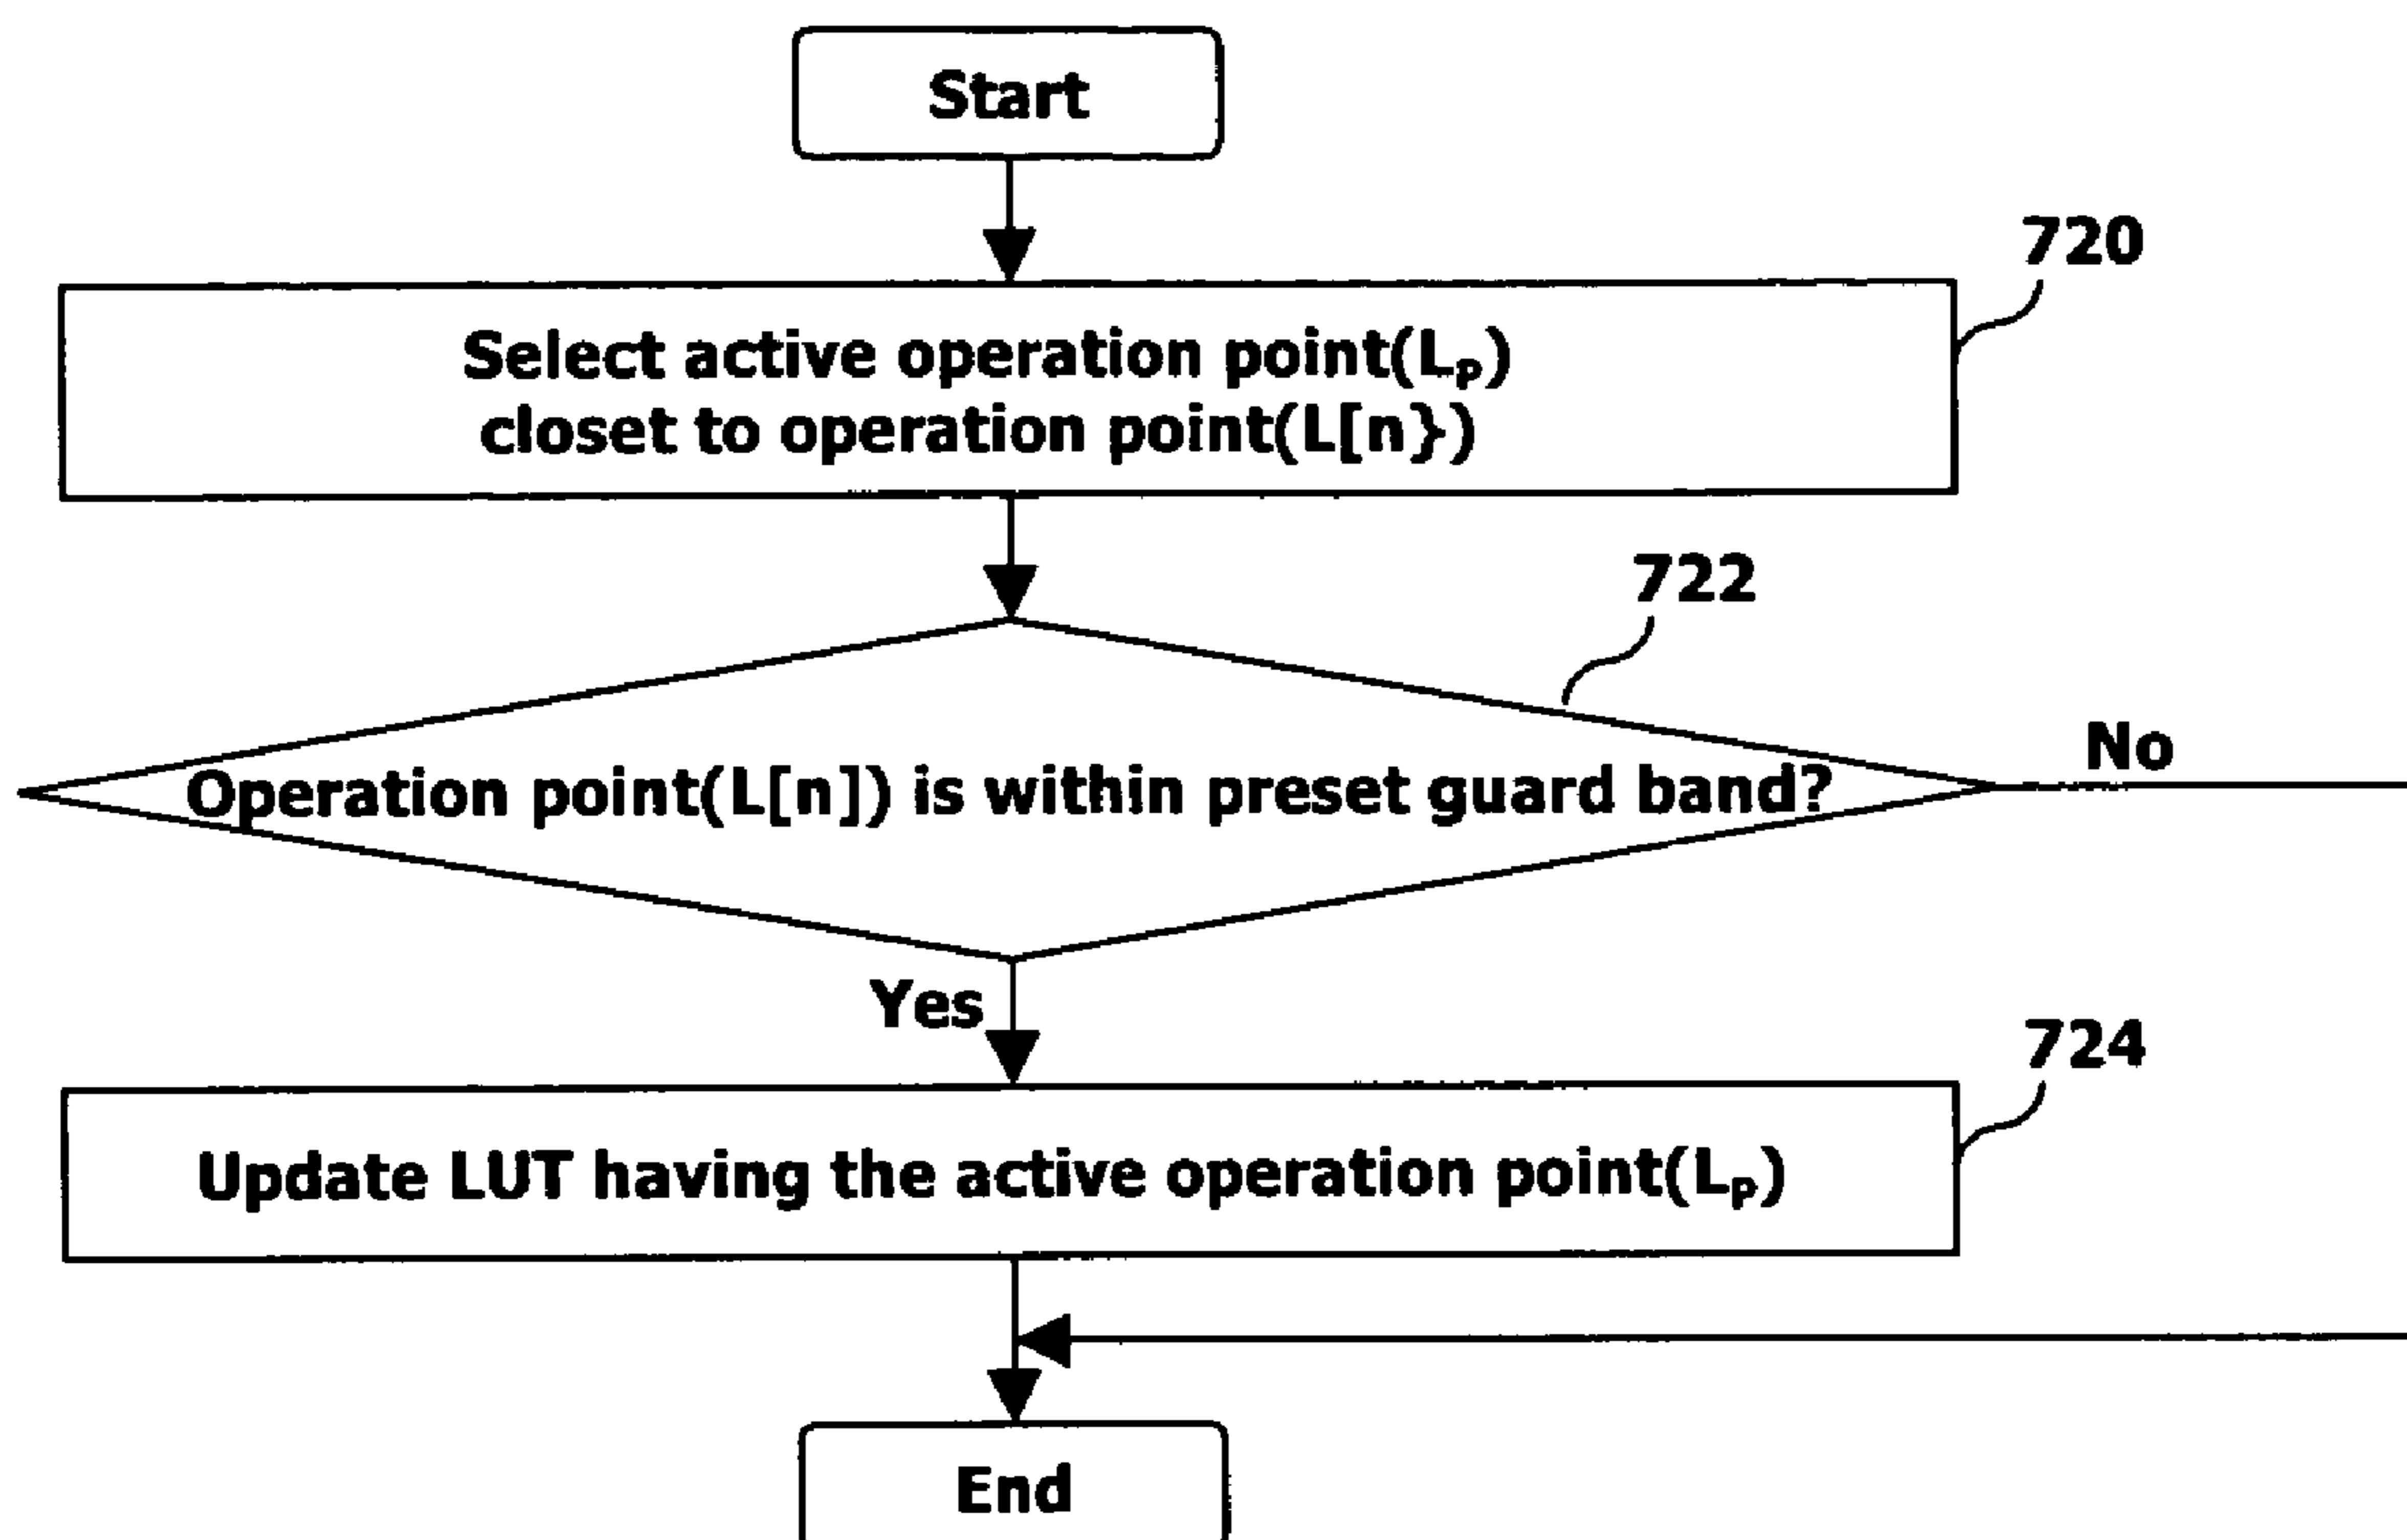 Start
720
Select active operation point(Lₚ)
closet to operation point(L[n})
722
Operation point(L[n]) is within preset guard band?
No
Yes
724
Update LUT having the active operation point(Lₚ)
End